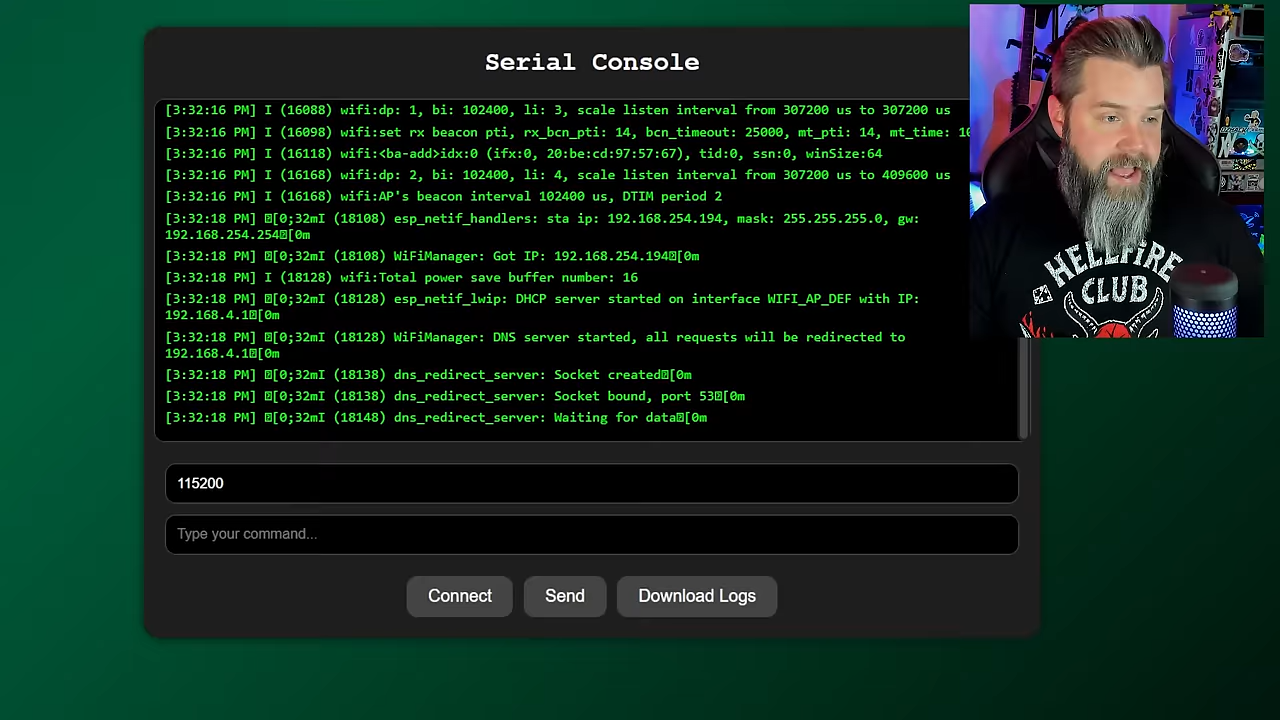 Serial Console
[3:32:16 PM] I (16088) wifi:dp: 1, bi: 102400, li: 3, scale listen interval from 307200 us to 307200 us
[3:32:16 PM] I (16098) wifi:set rx beacon pti, rx_bcn_pti: 14, bcn_timeout: 25000, mt_pti: 14, mt_time:
[3:32:16 PM] I (16118) wifi:<ba-add>idx:0 (ifx:0, 20:be:cd:97:57:67), tid:0, ssn:0, winSize:64
[3:32:16 PM] I (16168) wifi:dp: 2, bi: 102400, li: 4, scale listen interval from 307200 us to 409600 us
[3:32:16 PM] I (16168) wifi:AP's beacon interval 102400 us, DTIM period 2
[3:32:18 PM] [0;32mI (18108) esp_netif_handlers: sta ip: 192.168.254.194, mask: 255.255.255.0, gw:
192.168.254.254[0m
[3:32:18 PM] [0;32mI (18108) WiFiManager: Got IP: 192.168.254.194[0m
[3:32:18 PM] I (18128) wifi:Total power save buffer number: 16
[3:32:18 PM] [0;32mI (18128) esp_netif_lwip: DHCP server started on interface WIFI_AP_DEF with IP:
192.168.4.1[0m
[3:32:18 PM] [0;32mI (18128) WiFiManager: DNS server started, all requests will be redirected to
192.168.4.1[0m
[3:32:18 PM] [0;32mI (18138) dns_redirect_server: Socket created[0m
[3:32:18 PM] [0;32mI (18138) dns_redirect_server: Socket bound, port 53[0m
[3:32:18 PM] [0;32mI (18148) dns_redirect_server: Waiting for data[0m
115200
Type your command...
Connect
Send
Download Logs
HELLFIRE
CLUB